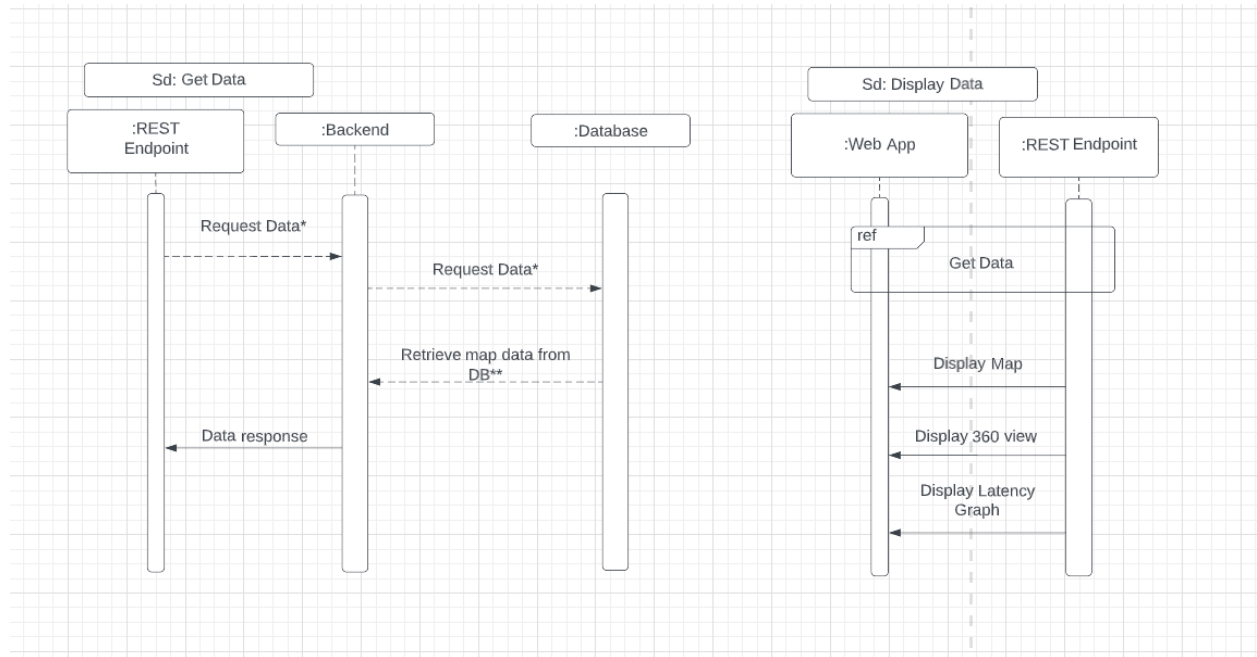 Sd: Get Data
:REST
Endpoint
:Backend
:Database
Request Data*
Request Data*
Retrieve map data from
DB**
Data response
Sd: Display Data
:Web App
:REST Endpoint
ref
Get Data
Display Map
Display 360 view
Display Latency
Graph